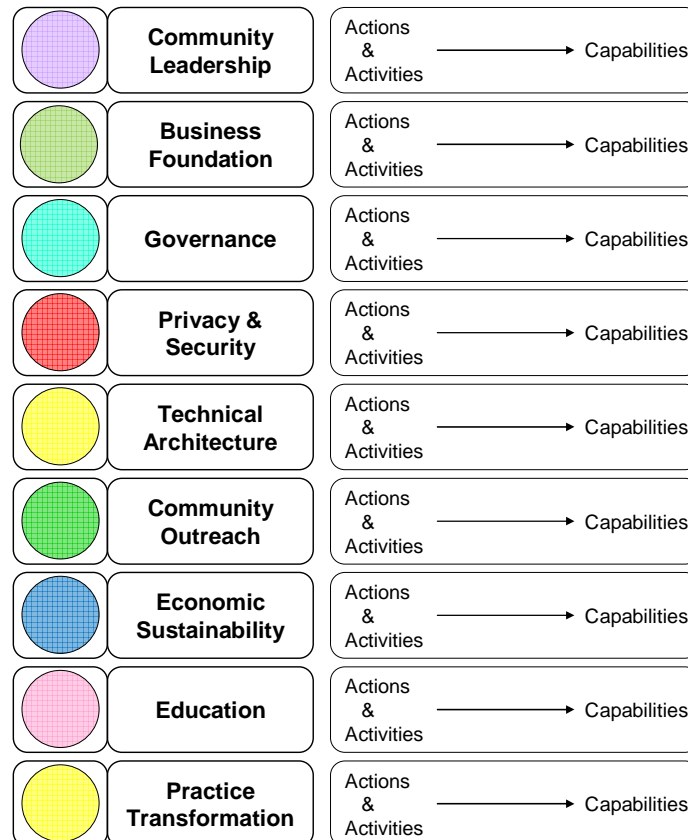 Community
Leadership
Actions
&
Activities
Capabilities
Business
Foundation
Actions
&
Activities
Capabilities
Governance
Actions
&
Activities
Capabilities
Privacy &
Security
Actions
&
Activities
Capabilities
Technical
Architecture
Actions
&
Activities
Capabilities
Community
Outreach
Actions
&
Activities
Capabilities
Economic
Sustainability
Actions
&
Activities
Capabilities
Education
Actions
&
Activities
Capabilities
Practice
Transformation
Actions
&
Activities
Capabilities